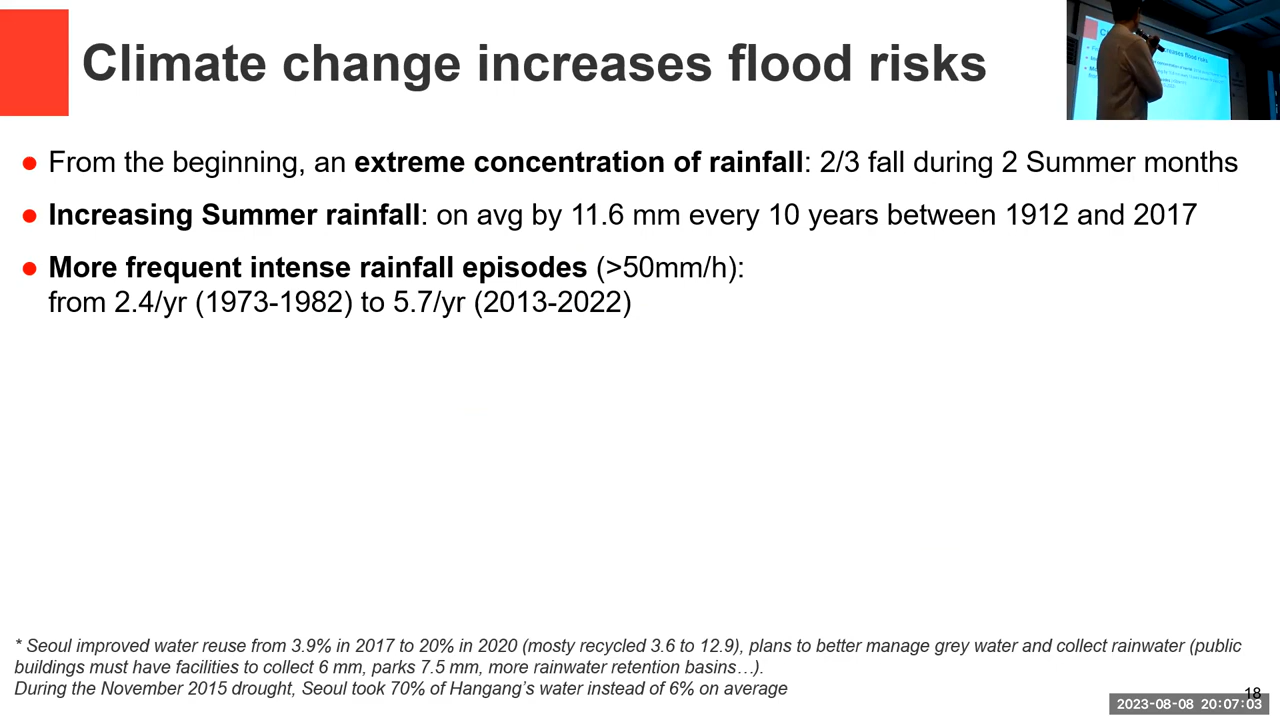 Climate change increases flood risks
● From the beginning, an extreme concentration of rainfall: 2/3 fall during 2 Summer months
● Increasing Summer rainfall: on avg by 11.6 mm every 10 years between 1912 and 2017
● More frequent intense rainfall episodes (>50mm/h):
from 2.4/yr (1973-1982) to 5.7/yr (2013-2022)
* Seoul improved water reuse from 3.9% in 2017 to 20% in 2020 (mosty recycled 3.6 to 12.9), plans to better manage grey water and collect rainwater (public
buildings must have facilities to collect 6 mm, parks 7.5 mm, more rainwater retention basins…).
During the November 2015 drought, Seoul took 70% of Hangang's water instead of 6% on average
18
2023-08-08 20:07:03